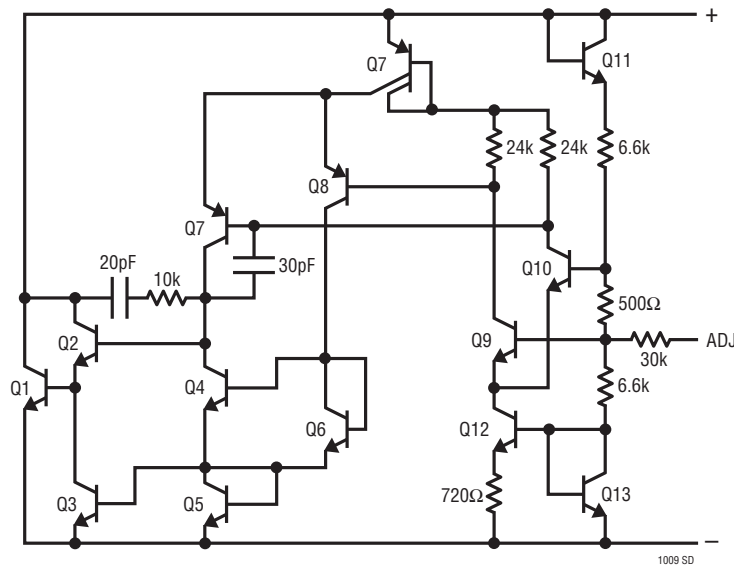 +
Q11
Q7
24k
24k
6.6k
Q8
Q7
20pF
10k
30pF
Q10
500Ω
Q2
Q9
ADJ
30k
Q1
Q4
6.6k
Q6
Q12
Q3
Q5
720Ω
Q13
–
1009 SD